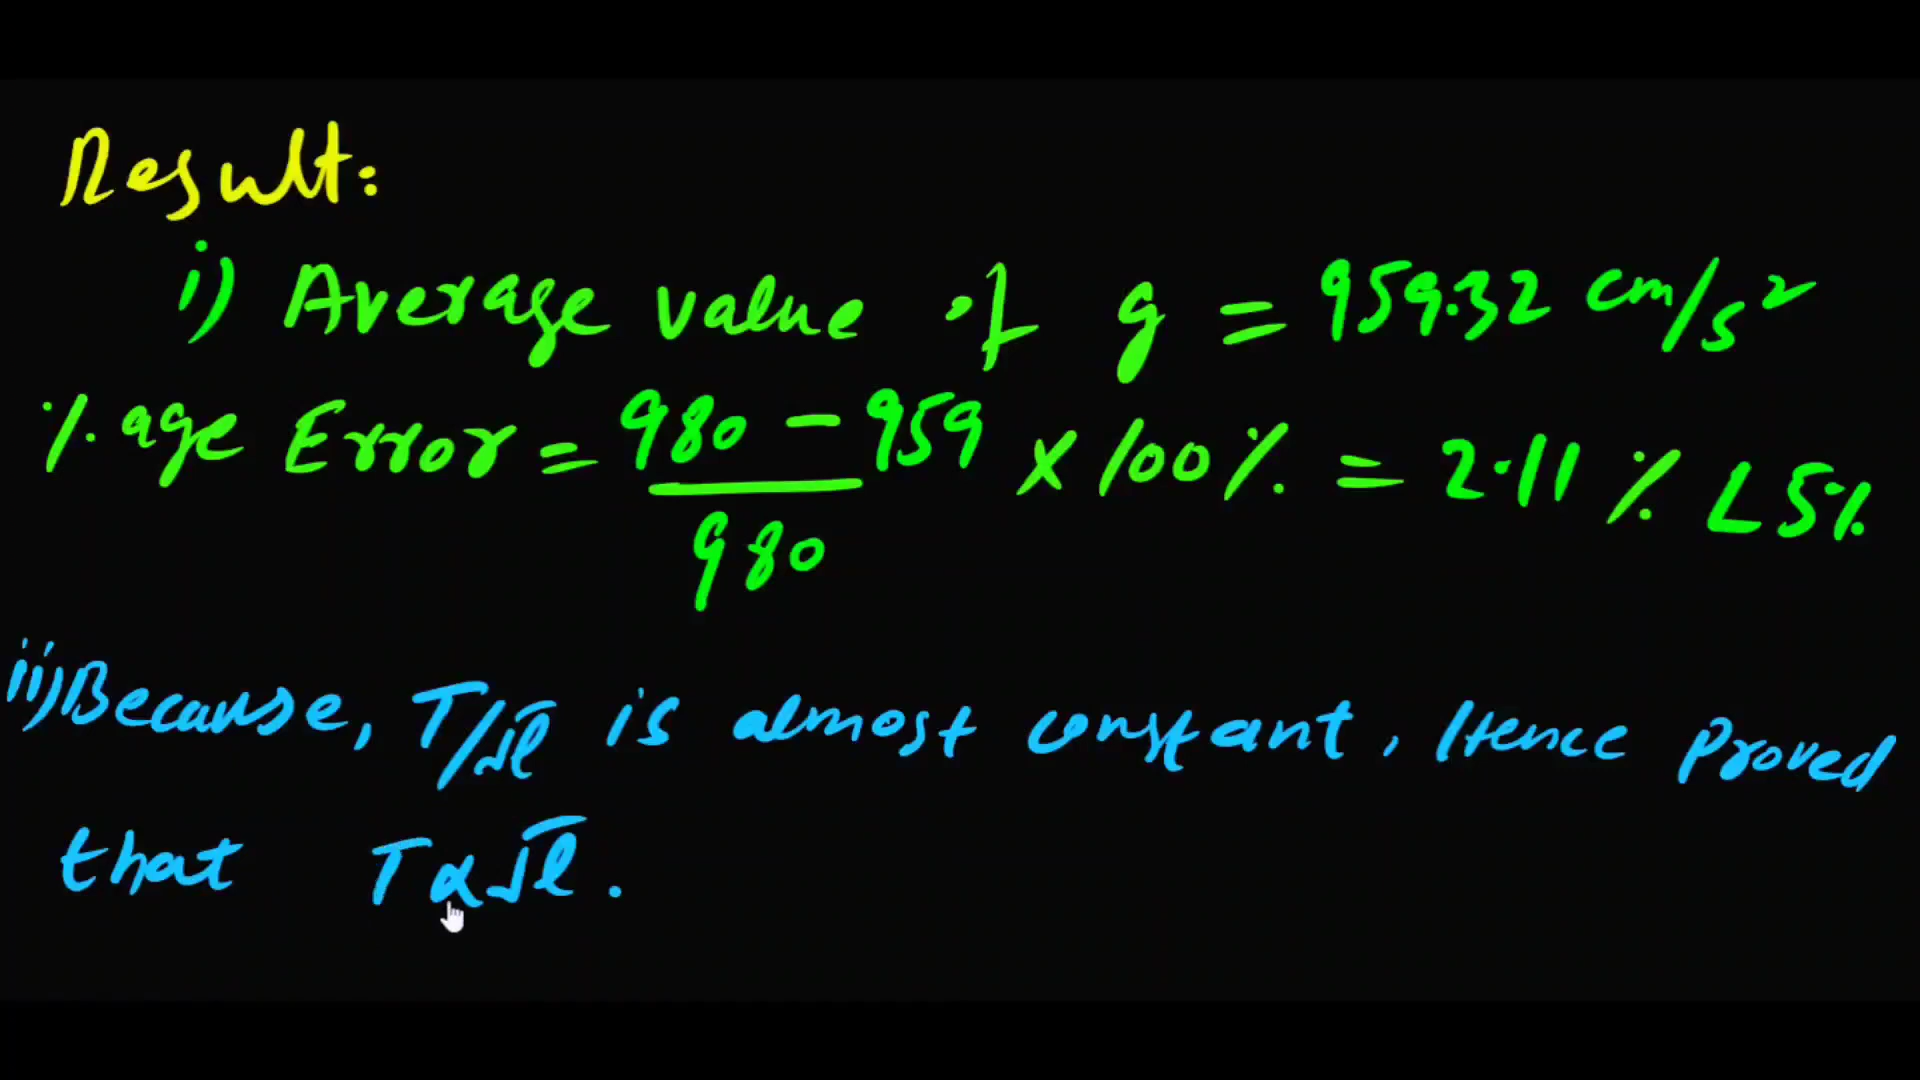 Result:
i) Average value of g = 959.32 cm/s²
%age Error = 980 - 959 / 980 × 100% = 2.11% < 5%
ii) Because, T/√l is almost constant, Hence proved
that T α √l.